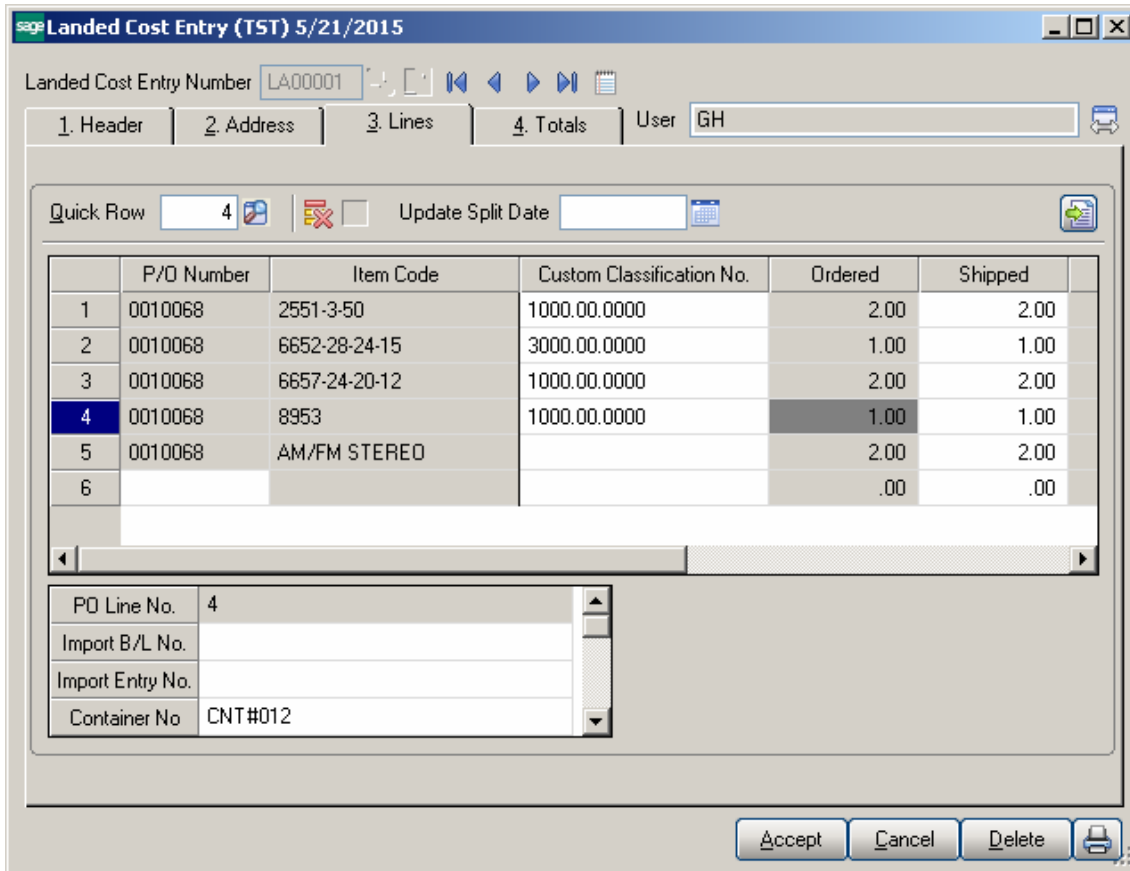 sage Landed Cost Entry (TST) 5/21/2015
Landed Cost Entry Number LA00001
1. Header 2. Address 3. Lines 4. Totals User GH
Quick Row 4 Update Split Date
P/O Number Item Code Custom Classification No. Ordered Shipped
1 0010068 2551-3-50 1000.00.0000 2.00 2.00
2 0010068 6652-28-24-15 3000.00.0000 1.00 1.00
3 0010068 6657-24-20-12 1000.00.0000 2.00 2.00
4 0010068 8953 1000.00.0000 1.00 1.00
5 0010068 AM/FM STEREO 2.00 2.00
6 .00 .00
PO Line No. 4
Import B/L No.
Import Entry No.
Container No CNT#012
Accept Cancel Delete